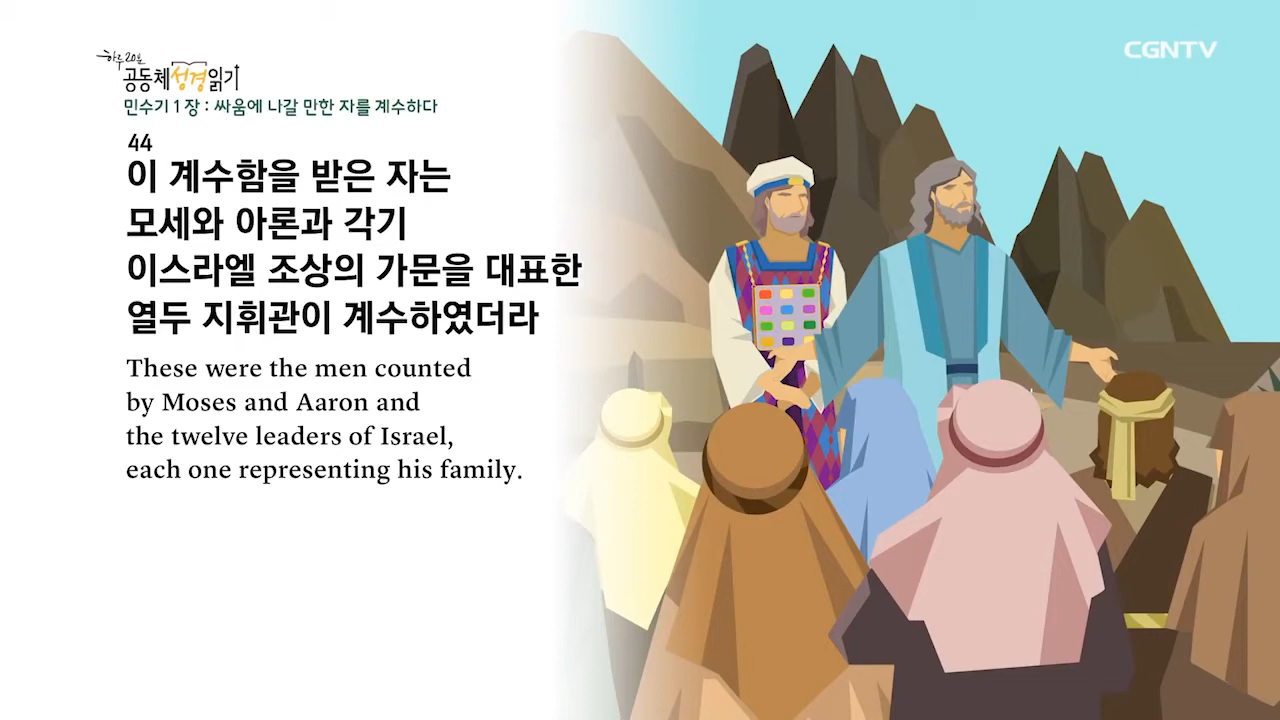 CGNTV
하루 20분
공동체성경읽기
민수기 1 장 : 싸움에 나갈 만한 자를 계수하다
44
이 계수함을 받은 자는
모세와 아론과 각기
이스라엘 조상의 가문을 대표한
열두 지휘관이 계수하였더라
These were the men counted
by Moses and Aaron and
the twelve leaders of Israel,
each one representing his family.